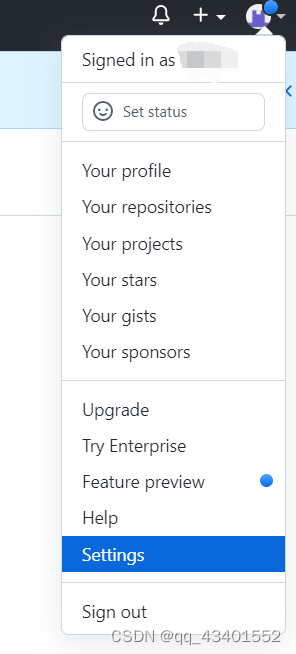 Signed in as
Set status
Your profile
Your repositories
Your projects
Your stars
Your gists
Your sponsors
Upgrade
Try Enterprise
Feature preview
Help
Settings
Sign out
CSDN @qq_43401552